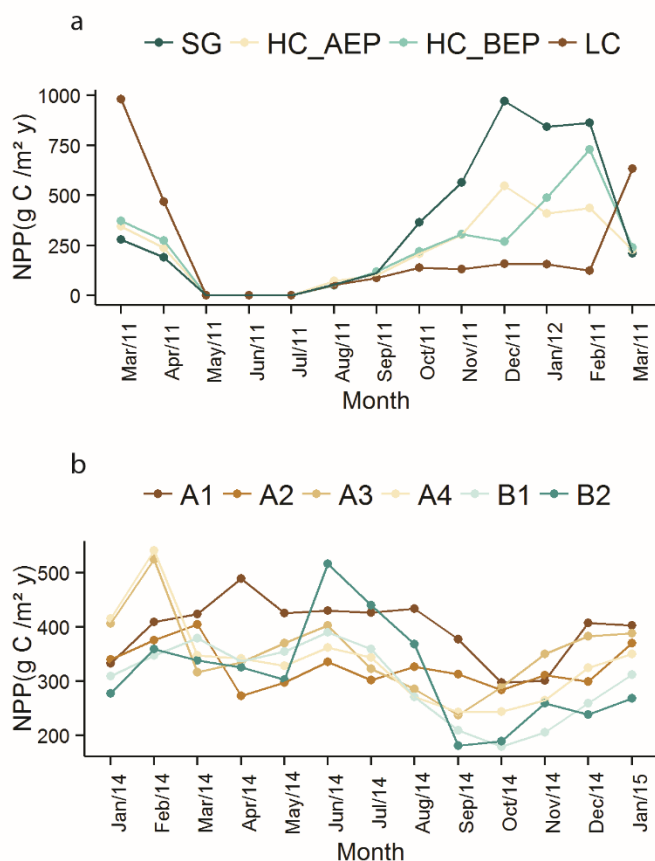 a
SG HC_AEP HC_BEP LC
1000
750
500
250
0
NPP(g C /m² y)
Mar/11 Apr/11 May/11 Jun/11 Jul/11 Aug/11 Sep/11 Oct/11 Nov/11 Dec/11 Jan/12 Feb/11 Mar/11
Month
b
A1 A2 A3 A4 B1 B2
500
400
300
200
NPP(g C /m² y)
Jan/14 Feb/14 Mar/14 Apr/14 May/14 Jun/14 Jul/14 Aug/14 Sep/14 Oct/14 Nov/14 Dec/14 Jan/15
Month